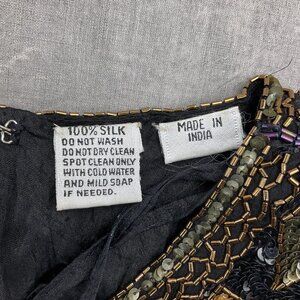 100% SILK
DO NOT WASH
DO NOT DRY CLEAN
SPOT CLEAN ONLY
WITH COLD WATER
AND MILD SOAP
IF NEEDED.
MADE IN
INDIA